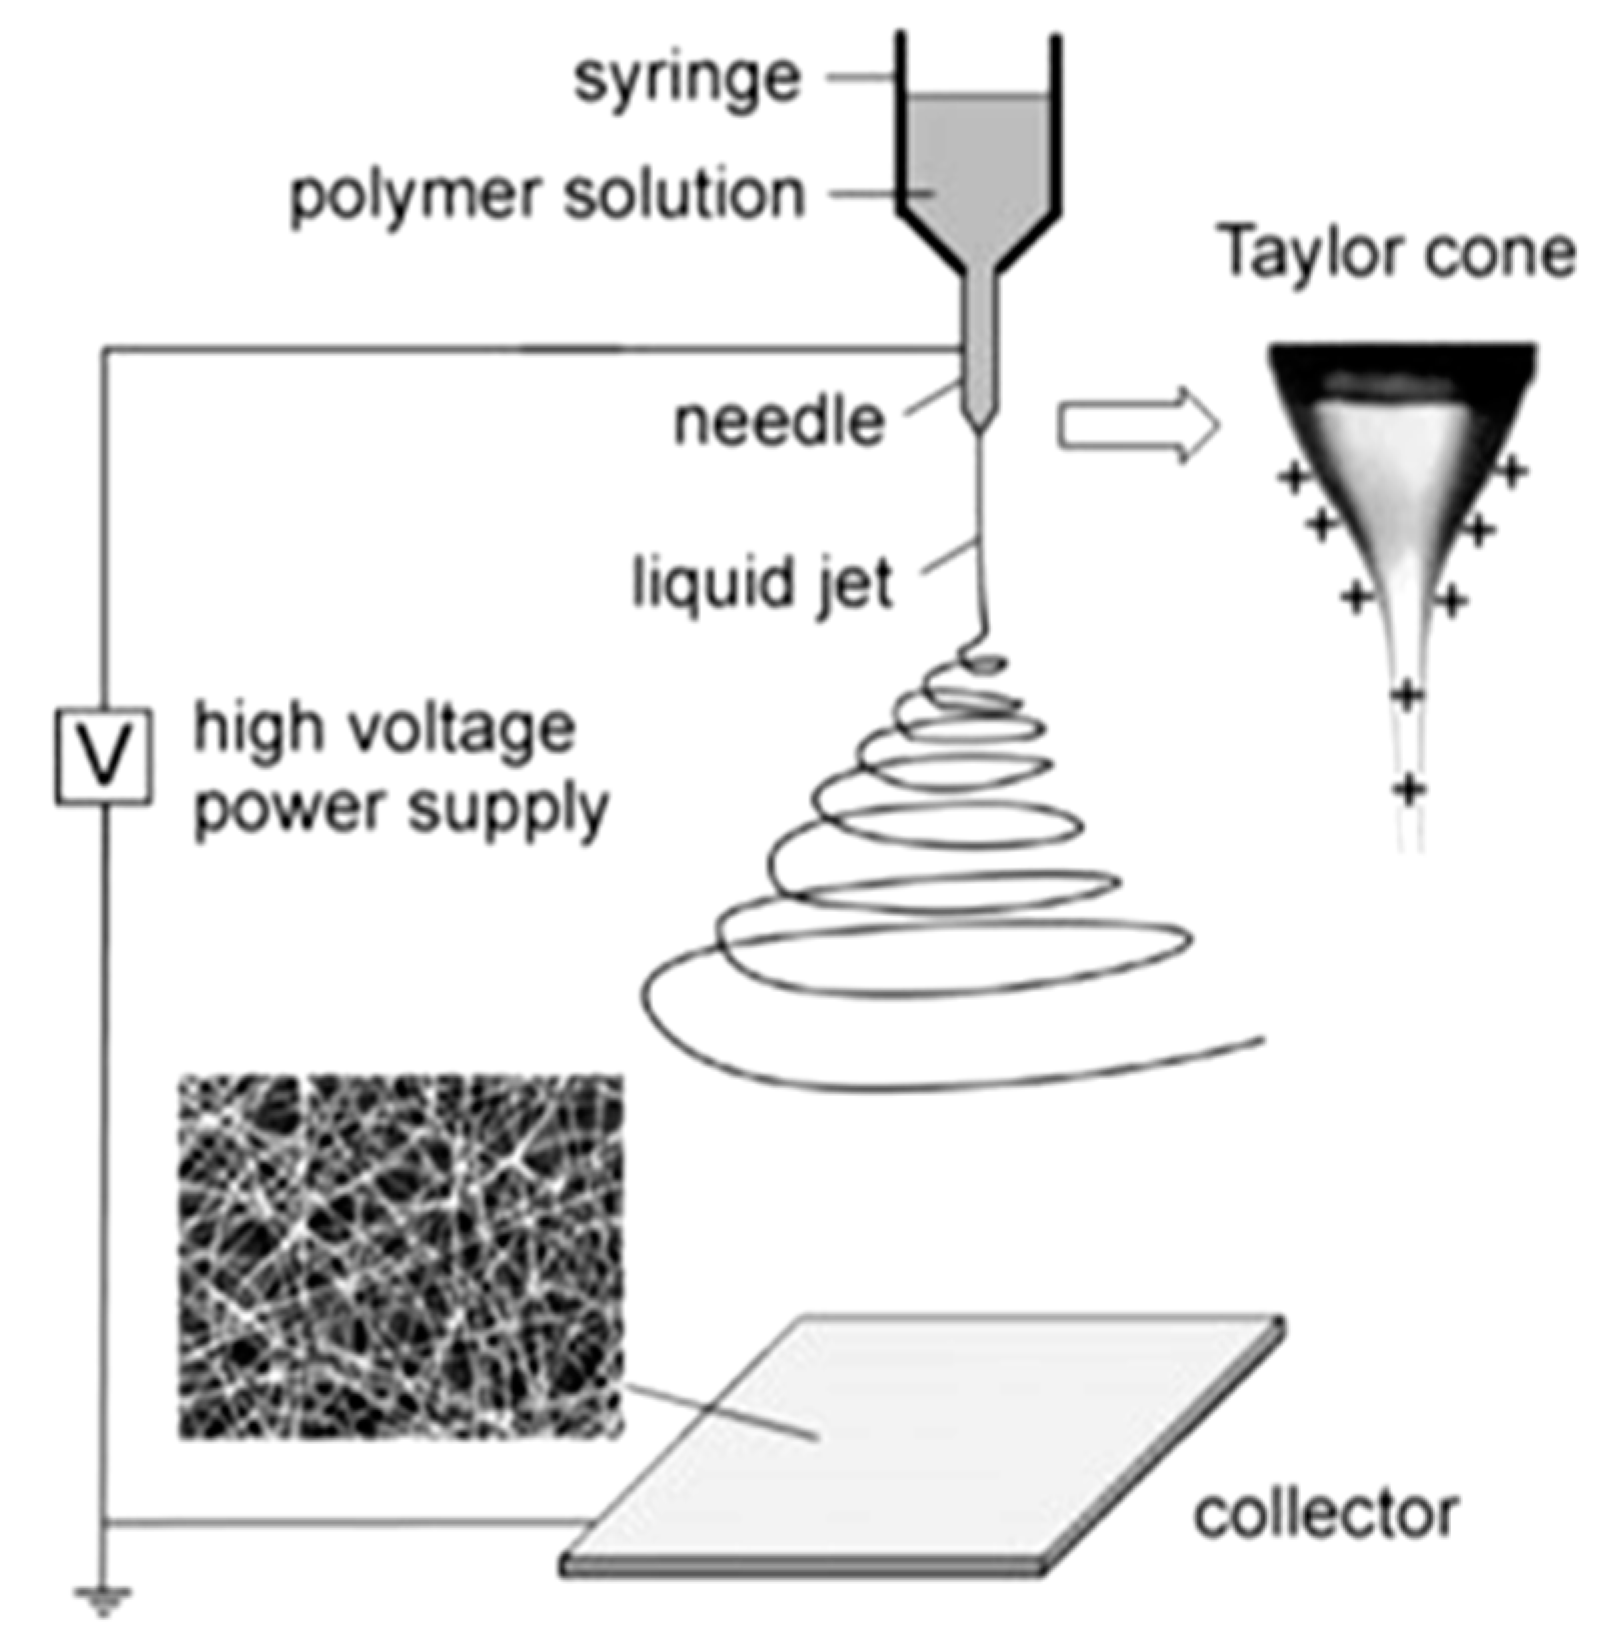 syringe
polymer solution
Taylor cone
needle
liquid jet
V
high voltage
power supply
collector